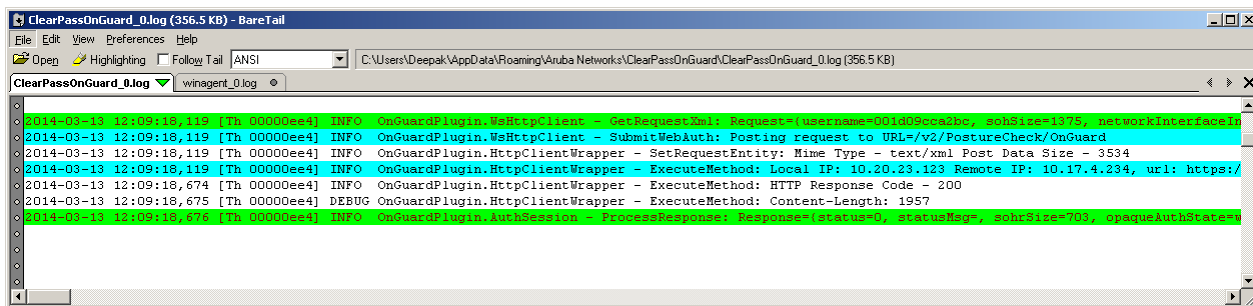 ClearPassOnGuard_0.log (356.5 KB) - BareTail
File Edit View Preferences Help
Open Highlighting Follow Tail ANSI C:\Users\Deepak\AppData\Roaming\Aruba Networks\ClearPassOnGuard\ClearPassOnGuard_0.log (356.5 KB)
ClearPassOnGuard_0.log winagent_0.log
2014-03-13 12:09:18,119 [Th 00000ee4] INFO OnGuardPlugin.WsHttpClient - GetRequestXml: Request={username=001d09cca2bc, sohSize=1375, networkInterfaceIn
2014-03-13 12:09:18,119 [Th 00000ee4] INFO OnGuardPlugin.WsHttpClient - SubmitWebAuth: Posting request to URL=/v2/PostureCheck/OnGuard
2014-03-13 12:09:18,119 [Th 00000ee4] INFO OnGuardPlugin.HttpClientWrapper - SetRequestEntity: Mime Type - text/xml Post Data Size - 3534
2014-03-13 12:09:18,119 [Th 00000ee4] INFO OnGuardPlugin.HttpClientWrapper - ExecuteMethod: Local IP: 10.20.23.123 Remote IP: 10.17.4.234, url: https:/
2014-03-13 12:09:18,674 [Th 00000ee4] INFO OnGuardPlugin.HttpClientWrapper - ExecuteMethod: HTTP Response Code - 200
2014-03-13 12:09:18,675 [Th 00000ee4] DEBUG OnGuardPlugin.HttpClientWrapper - ExecuteMethod: Content-Length: 1957
2014-03-13 12:09:18,676 [Th 00000ee4] INFO OnGuardPlugin.AuthSession - ProcessResponse: Response={status=0, statusMsg=, sohrSize=703, opaqueAuthState=w